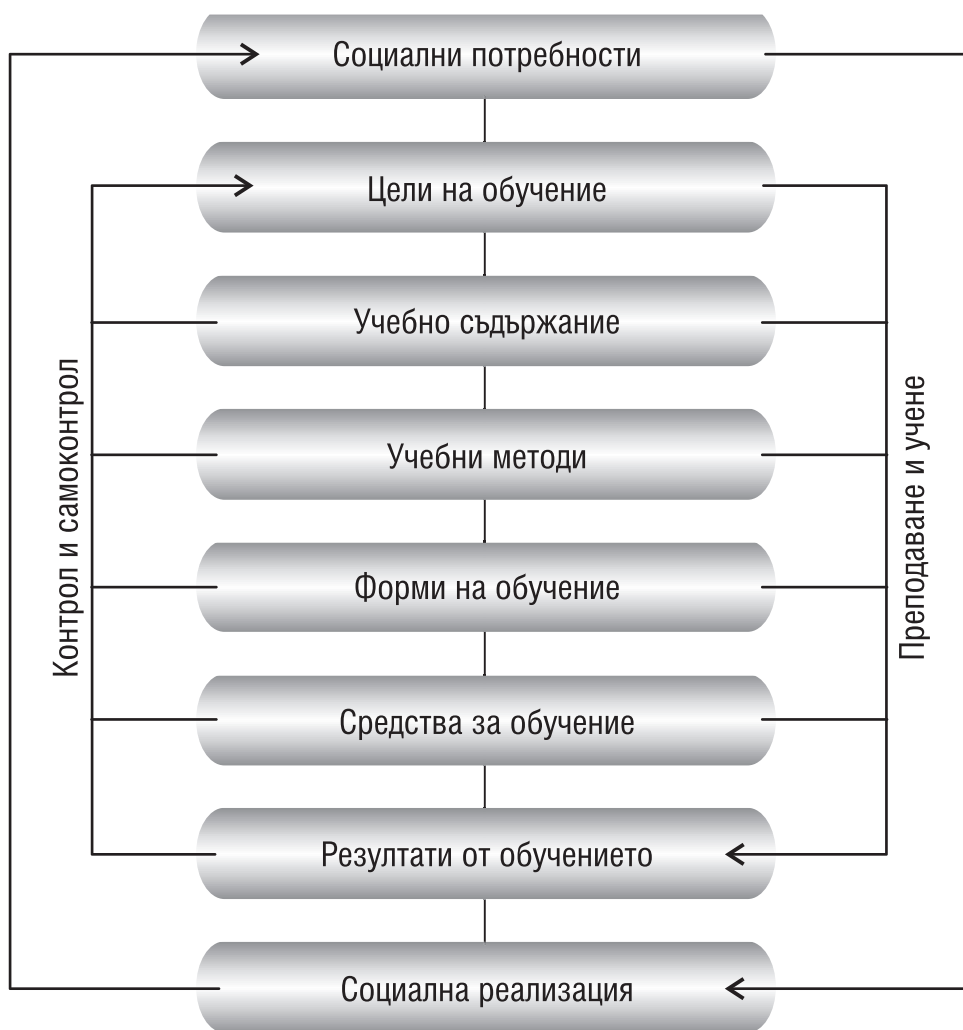 Социални потребности
Цели на обучение
Учебно съдържание
Учебни методи
Форми на обучение
Средства за обучение
Резултати от обучението
Социална реализация
Контрол и самоконтрол
Преподаване и учене